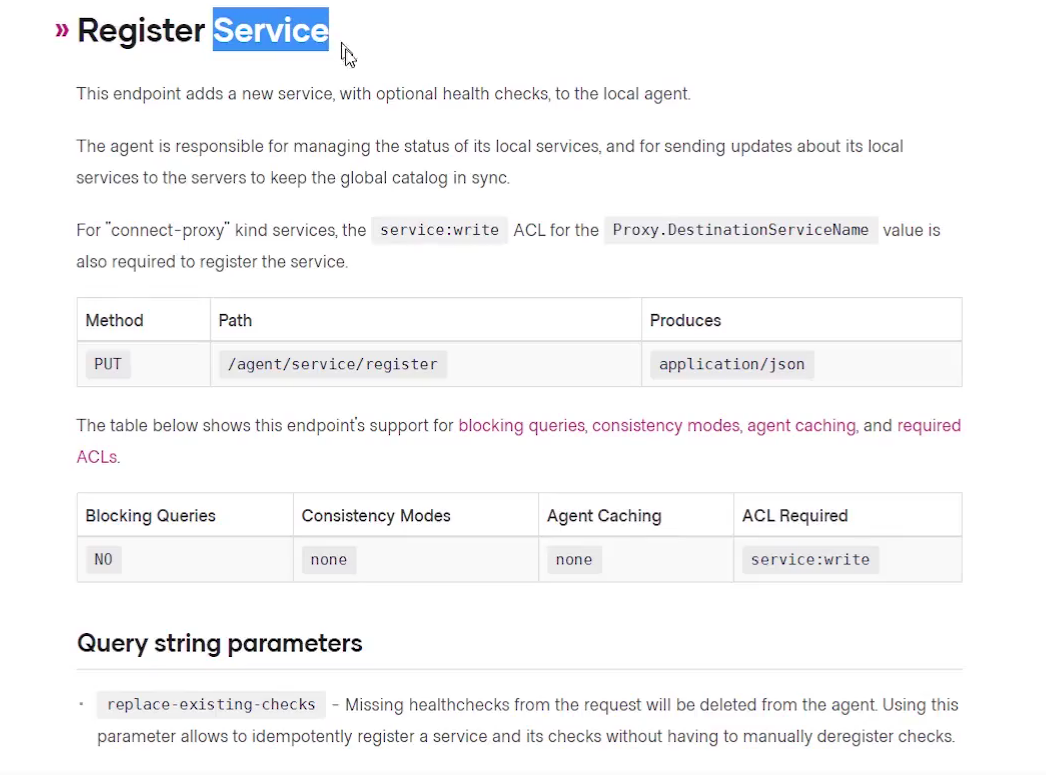 » Register Service
This endpoint adds a new service, with optional health checks, to the local agent.
The agent is responsible for managing the status of its local services, and for sending updates about its local
services to the servers to keep the global catalog in sync.
For "connect-proxy" kind services, the service:write ACL for the Proxy.DestinationServiceName value is
also required to register the service.
Method Path Produces
PUT /agent/service/register application/json
The table below shows this endpoint's support for blocking queries, consistency modes, agent caching, and required
ACLs.
Blocking Queries Consistency Modes Agent Caching ACL Required
NO none none service:write
Query string parameters
• replace-existing-checks - Missing healthchecks from the request will be deleted from the agent. Using this
parameter allows to idempotently register a service and its checks without having to manually deregister checks.